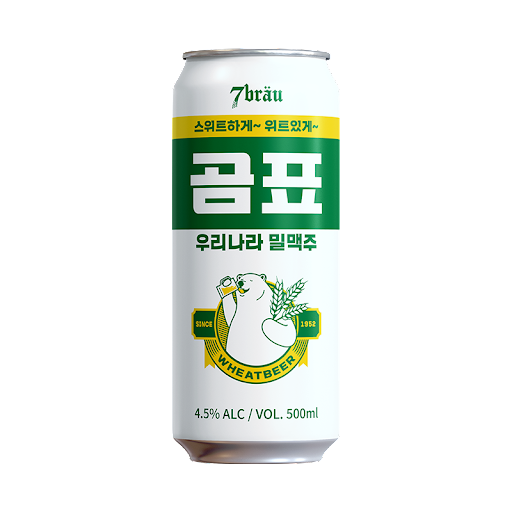 7bräu
스위트하게~ 위트있게~
곰표
우리나라 밀맥주
SINCE 1952
WHEATBEER
4.5% ALC / VOL. 500ml